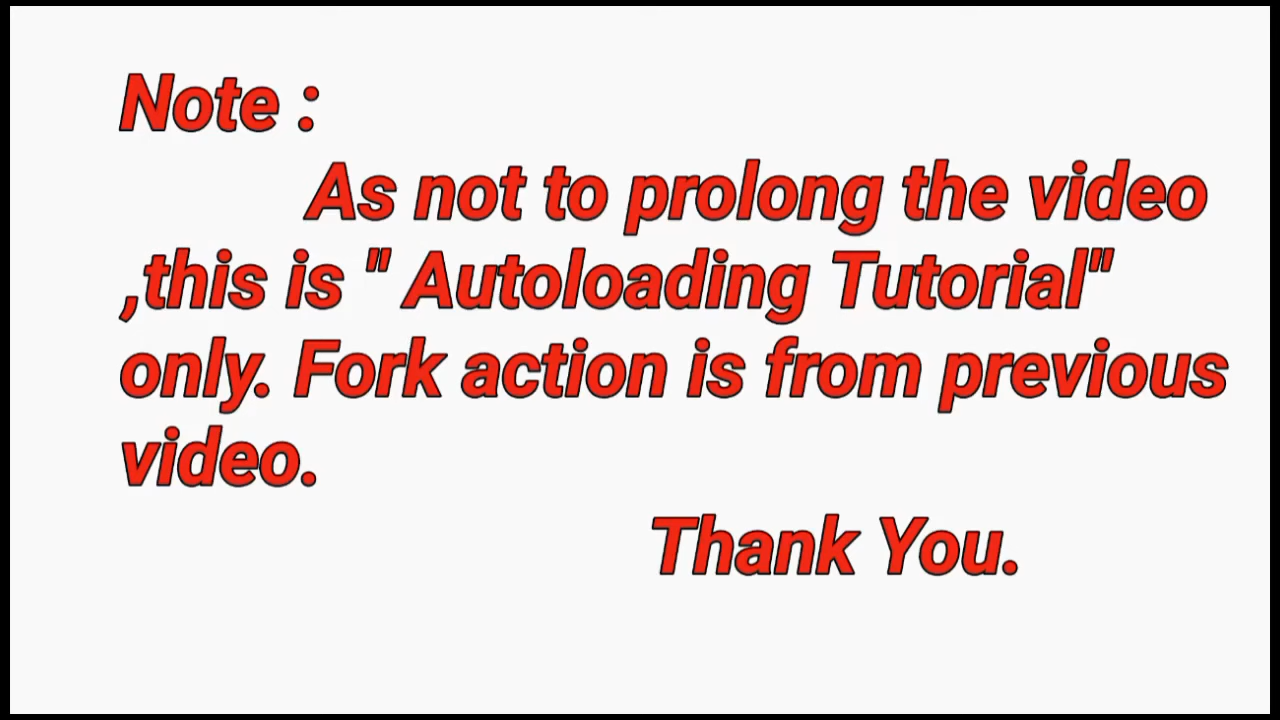 Note :
As not to prolong the video
,this is " Autoloading Tutorial"
only. Fork action is from previous
video.
Thank You.